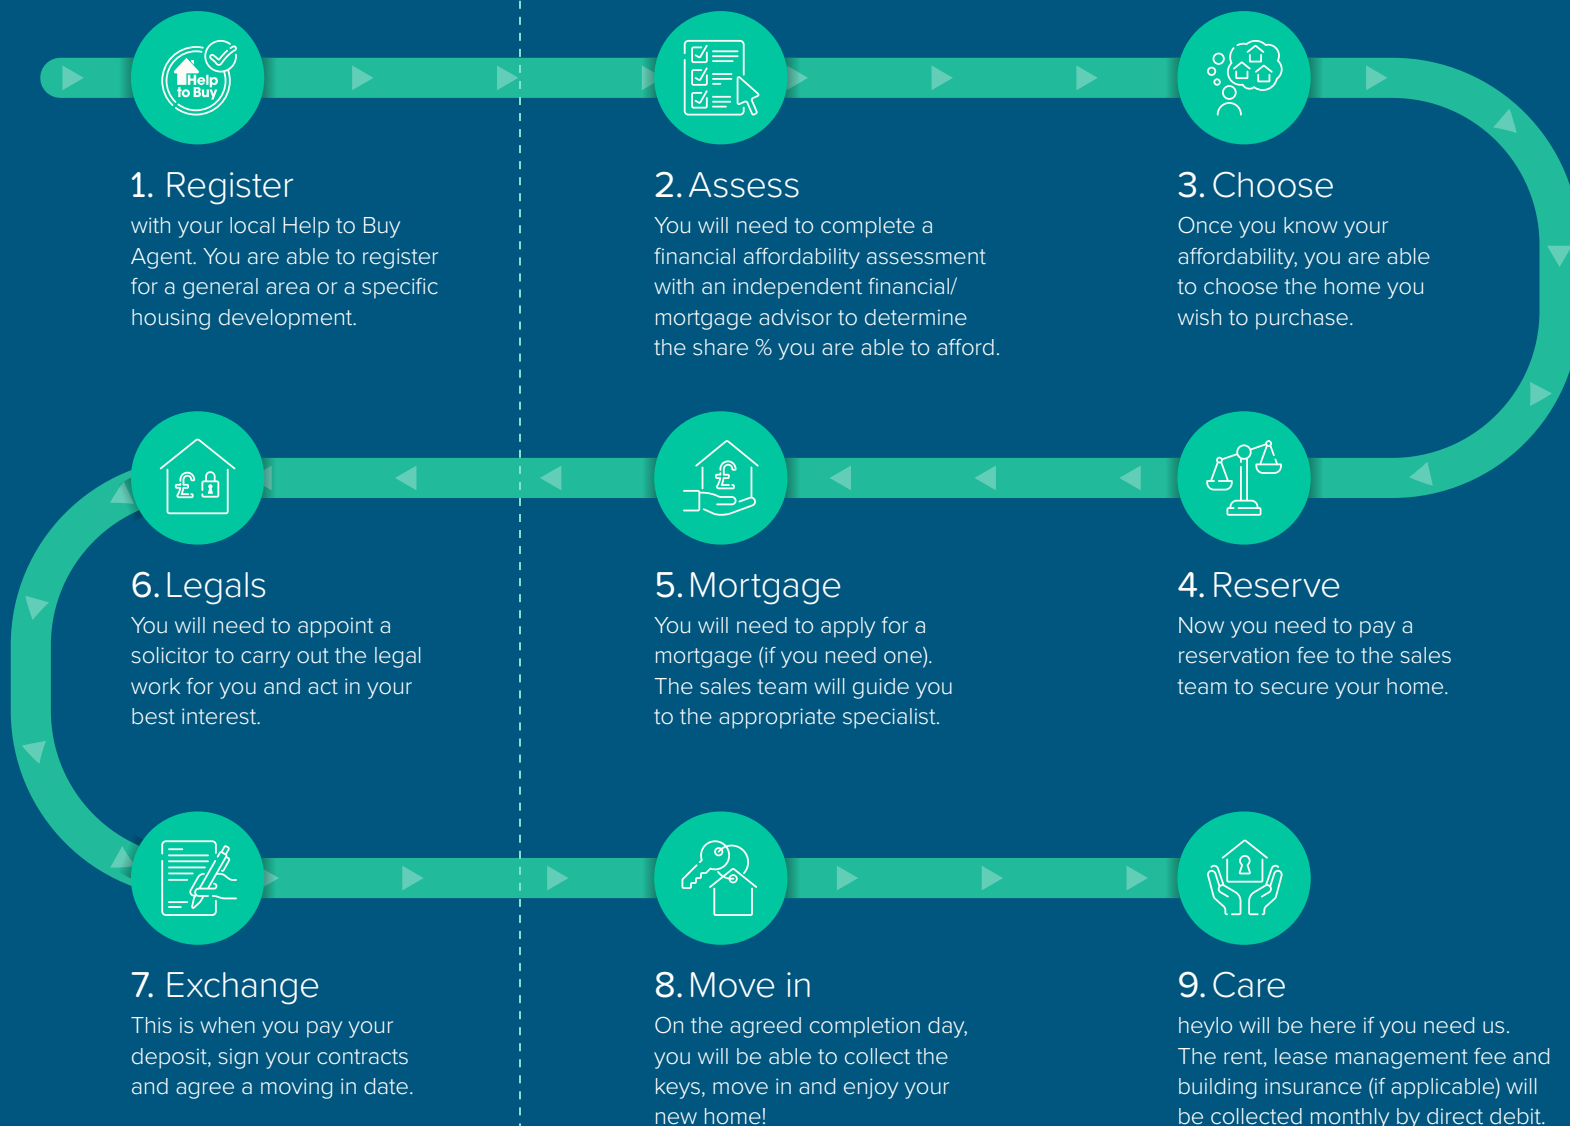 Help
to Buy
1. Register
with your local Help to Buy
Agent. You are able to register
for a general area or a specific
housing development.
2. Assess
You will need to complete a
financial affordability assessment
with an independent financial/
mortgage advisor to determine
the share % you are able to afford.
3. Choose
Once you know your
affordability, you are able
to choose the home you
wish to purchase.
£
£
6. Legals
You will need to appoint a
solicitor to carry out the legal
work for you and act in your
best interest.
5. Mortgage
You will need to apply for a
mortgage (if you need one).
The sales team will guide you
to the appropriate specialist.
4. Reserve
Now you need to pay a
reservation fee to the sales
team to secure your home.
7. Exchange
This is when you pay your
deposit, sign your contracts
and agree a moving in date.
8. Move in
On the agreed completion day,
you will be able to collect the
keys, move in and enjoy your
new home!
9. Care
heylo will be here if you need us.
The rent, lease management fee and
building insurance (if applicable) will
be collected monthly by direct debit.